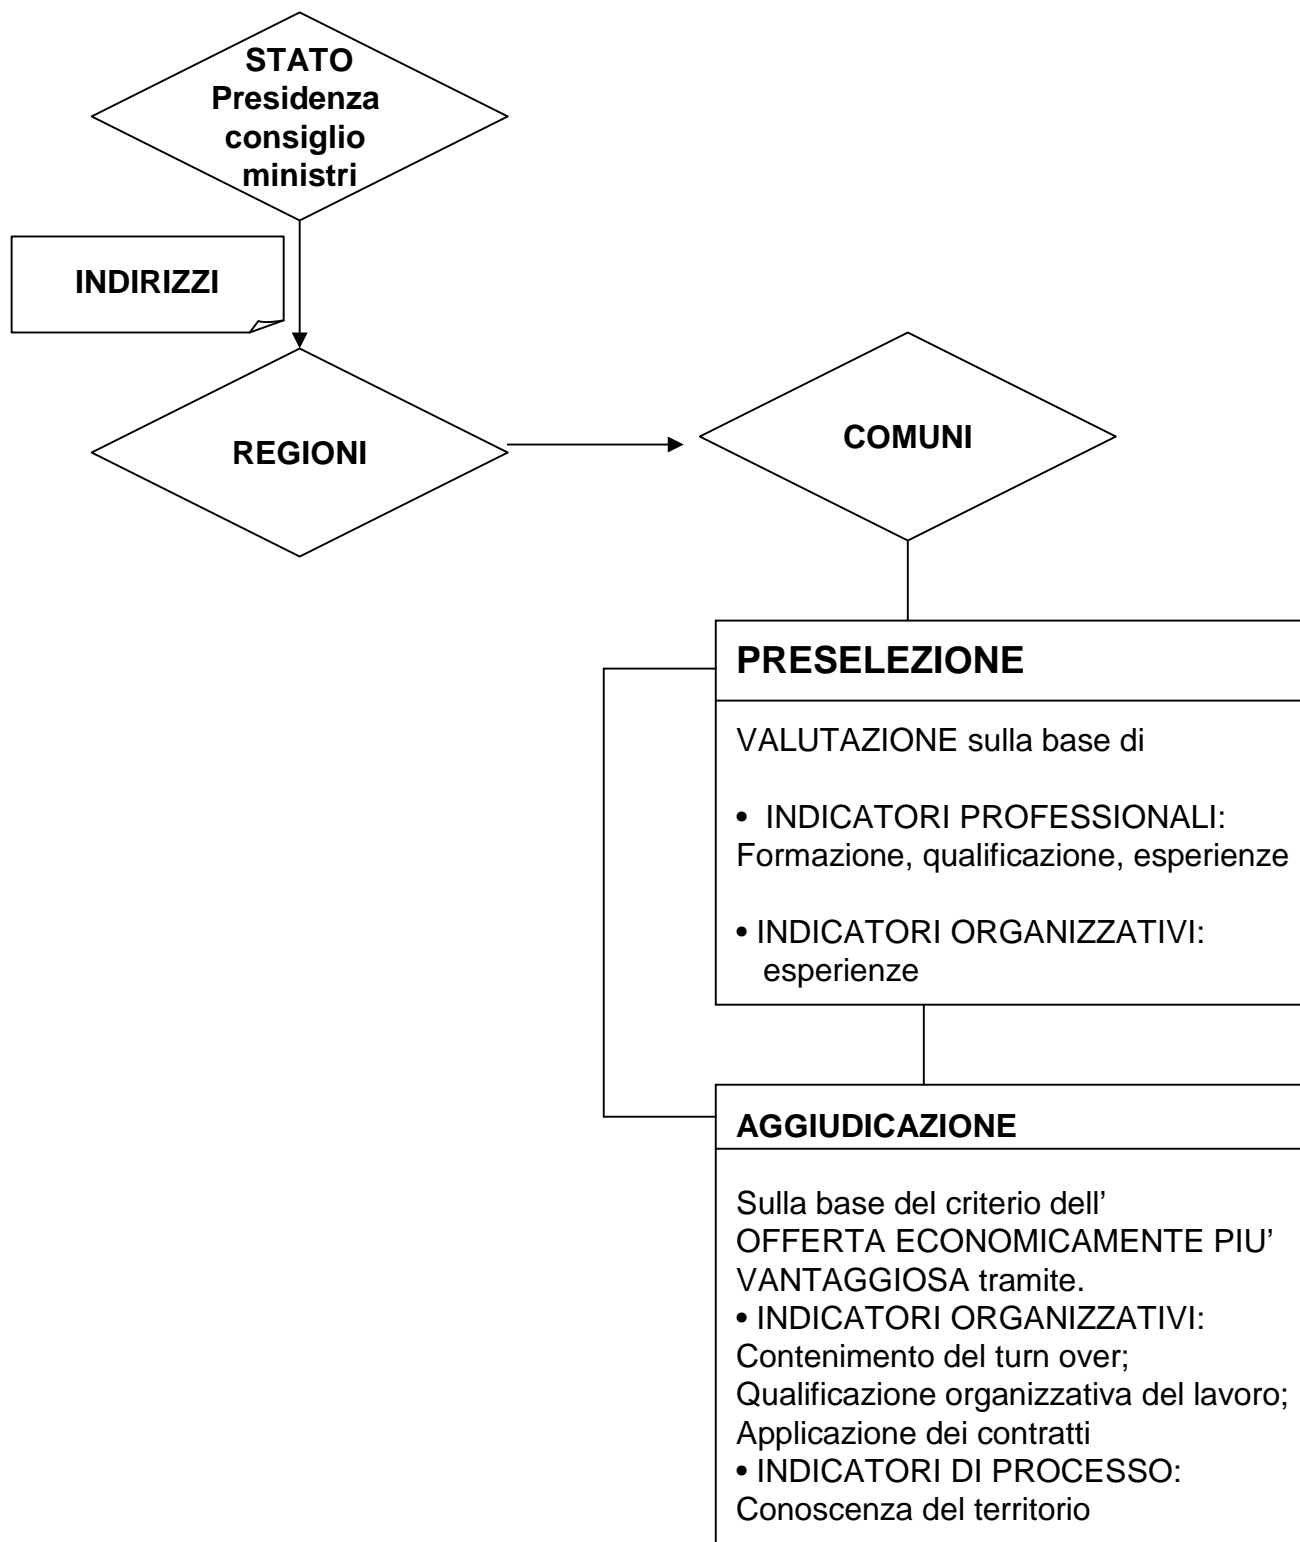 STATO
Presidenza
consiglio
ministri
INDIRIZZI
REGIONI
COMUNI
PRESELEZIONE
VALUTAZIONE sulla base di
• INDICATORI PROFESSIONALI:
Formazione, qualificazione, esperienze
• INDICATORI ORGANIZZATIVI:
esperienze
AGGIUDICAZIONE
Sulla base del criterio dell’
OFFERTA ECONOMICAMENTE PIU’
VANTAGGIOSA tramite.
• INDICATORI ORGANIZZATIVI:
Contenimento del turn over;
Qualificazione organizzativa del lavoro;
Applicazione dei contratti
• INDICATORI DI PROCESSO:
Conoscenza del territorio